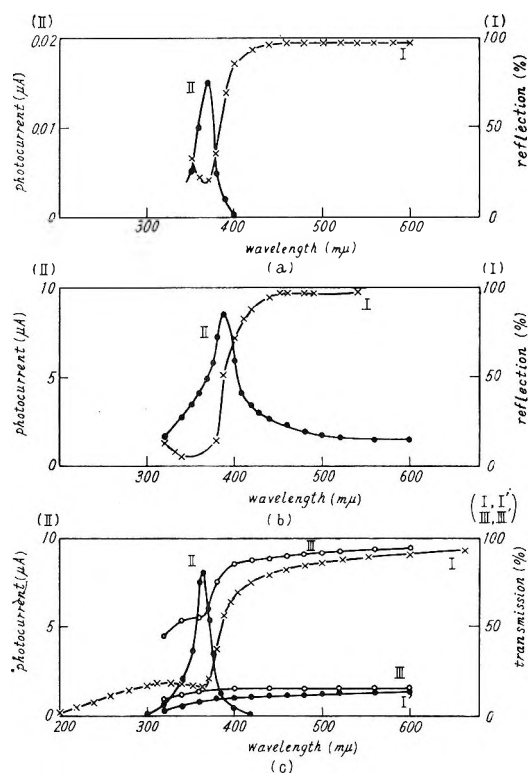 (II) (I)
0.02 100
II I
photocurrent (μA) reflection (%)
50
0 0
300 400 500 600
wavelength (mμ)
(II) (a) (I)
10 100
II I
photocurrent (μA) reflection (%)
5 50
0 0
300 400 500 600
wavelength (mμ)
(II) (b) (I, I' III, III')
10 100
II III I
photocurrent (μA) transmission (%)
5 50
III
I
0 0
200 300 400 500 600
wavelength (mμ)
(c)